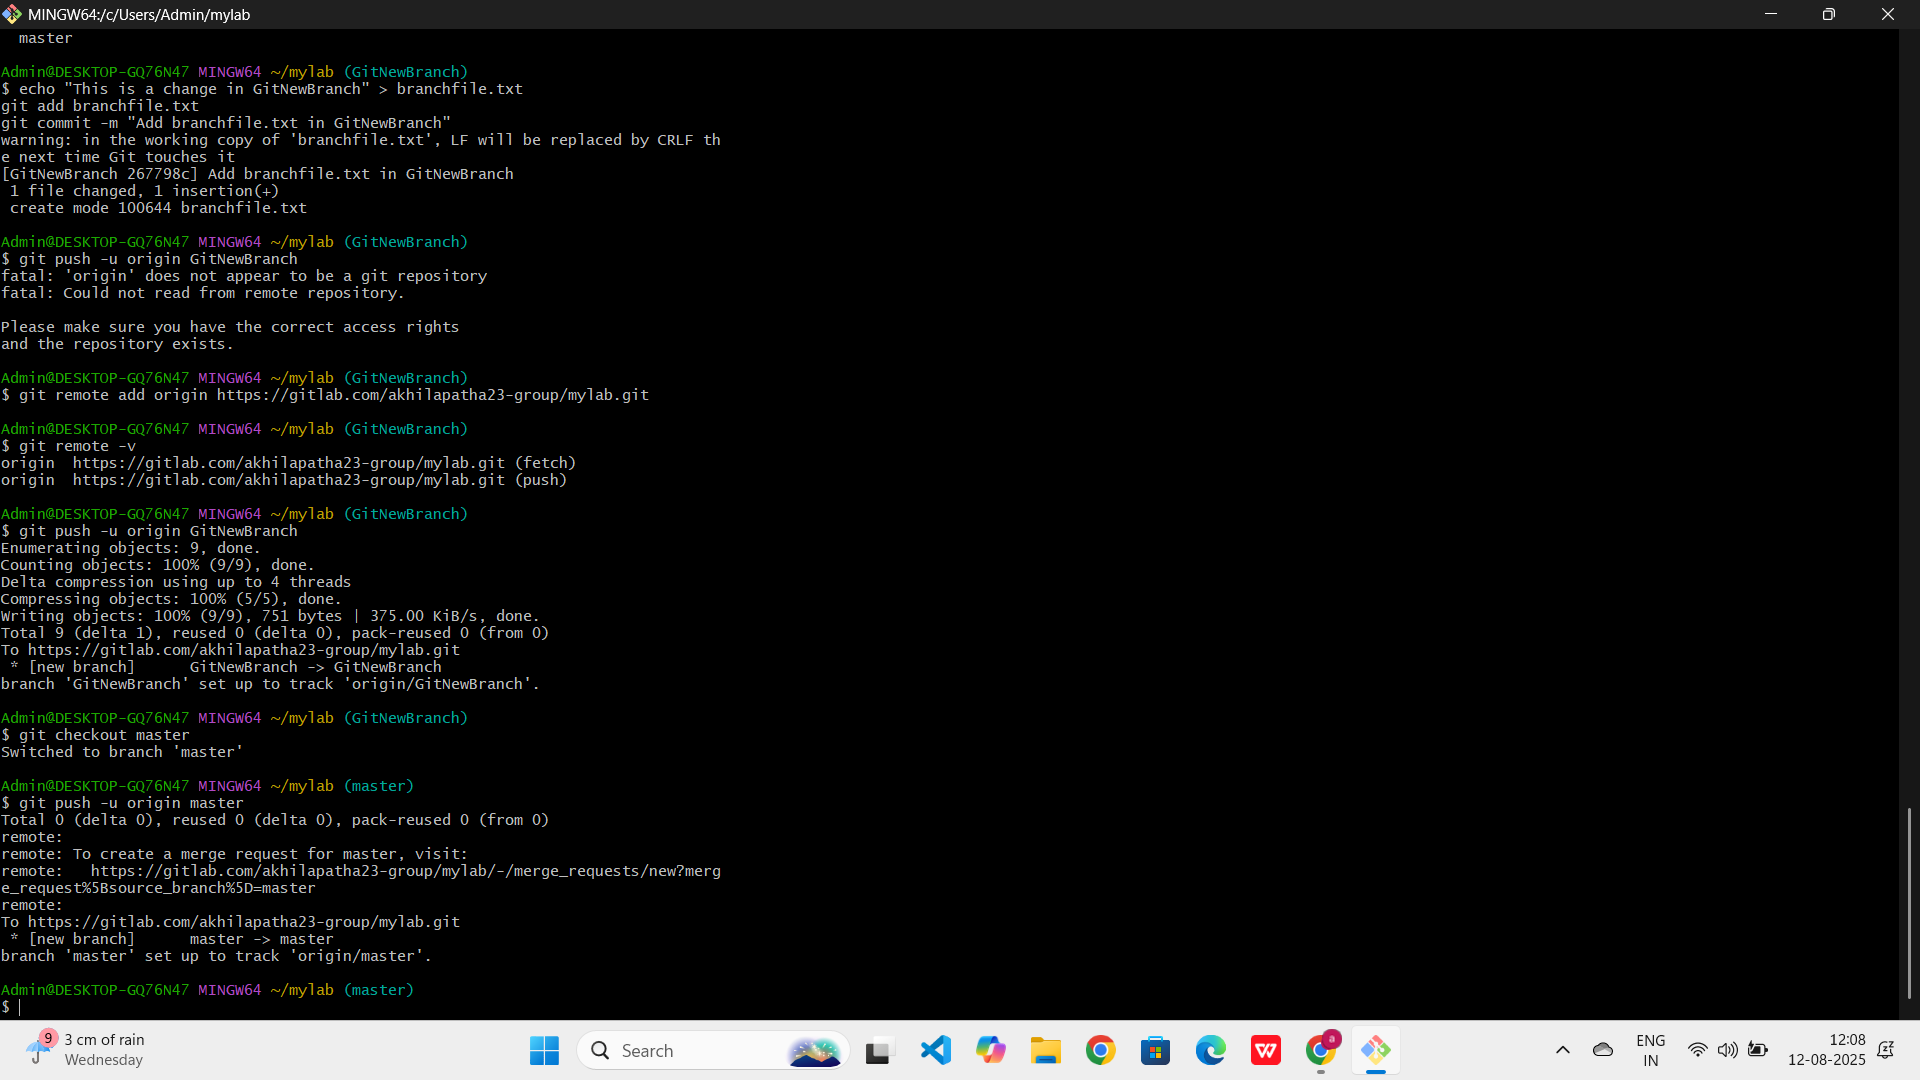 MINGW64:/c/Users/Admin/mylab
  master
Admin@DESKTOP-GQ76N47 MINGW64 ~/mylab (GitNewBranch)
$ echo "This is a change in GitNewBranch" > branchfile.txt
git add branchfile.txt
git commit -m "Add branchfile.txt in GitNewBranch"
warning: in the working copy of 'branchfile.txt', LF will be replaced by CRLF th
e next time Git touches it
[GitNewBranch 267798c] Add branchfile.txt in GitNewBranch
 1 file changed, 1 insertion(+)
 create mode 100644 branchfile.txt
Admin@DESKTOP-GQ76N47 MINGW64 ~/mylab (GitNewBranch)
$ git push -u origin GitNewBranch
fatal: 'origin' does not appear to be a git repository
fatal: Could not read from remote repository.
Please make sure you have the correct access rights
and the repository exists.
Admin@DESKTOP-GQ76N47 MINGW64 ~/mylab (GitNewBranch)
$ git remote add origin https://gitlab.com/akhilapatha23-group/mylab.git
Admin@DESKTOP-GQ76N47 MINGW64 ~/mylab (GitNewBranch)
$ git remote -v
origin  https://gitlab.com/akhilapatha23-group/mylab.git (fetch)
origin  https://gitlab.com/akhilapatha23-group/mylab.git (push)
Admin@DESKTOP-GQ76N47 MINGW64 ~/mylab (GitNewBranch)
$ git push -u origin GitNewBranch
Enumerating objects: 9, done.
Counting objects: 100% (9/9), done.
Delta compression using up to 4 threads
Compressing objects: 100% (5/5), done.
Writing objects: 100% (9/9), 751 bytes | 375.00 KiB/s, done.
Total 9 (delta 1), reused 0 (delta 0), pack-reused 0 (from 0)
To https://gitlab.com/akhilapatha23-group/mylab.git
 * [new branch]      GitNewBranch -> GitNewBranch
branch 'GitNewBranch' set up to track 'origin/GitNewBranch'.
Admin@DESKTOP-GQ76N47 MINGW64 ~/mylab (GitNewBranch)
$ git checkout master
Switched to branch 'master'
Admin@DESKTOP-GQ76N47 MINGW64 ~/mylab (master)
$ git push -u origin master
Total 0 (delta 0), reused 0 (delta 0), pack-reused 0 (from 0)
remote:
remote: To create a merge request for master, visit:
remote:   https://gitlab.com/akhilapatha23-group/mylab/-/merge_requests/new?merg
e_request%5Bsource_branch%5D=master
remote:
To https://gitlab.com/akhilapatha23-group/mylab.git
 * [new branch]      master -> master
branch 'master' set up to track 'origin/master'.
Admin@DESKTOP-GQ76N47 MINGW64 ~/mylab (master)
$
9
3 cm of rain
Wednesday
Search
W
a
ENG
IN
12:08
12-08-2025